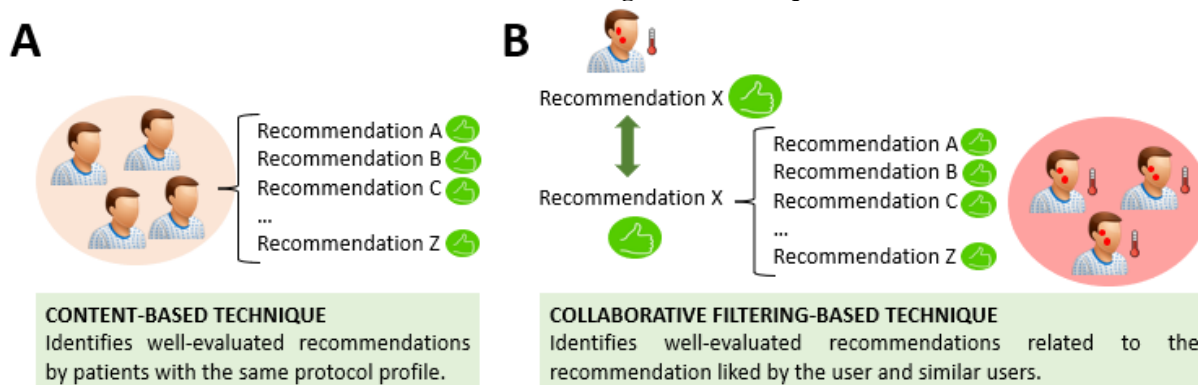 A
Recommendation A
Recommendation B
Recommendation C
...
Recommendation Z
CONTENT-BASED TECHNIQUE
Identifies well-evaluated recommendations
by patients with the same protocol profile.
B
Recommendation X
Recommendation X
Recommendation A
Recommendation B
Recommendation C
...
Recommendation Z
COLLABORATIVE FILTERING-BASED TECHNIQUE
Identifies well-evaluated recommendations related to the
recommendation liked by the user and similar users.